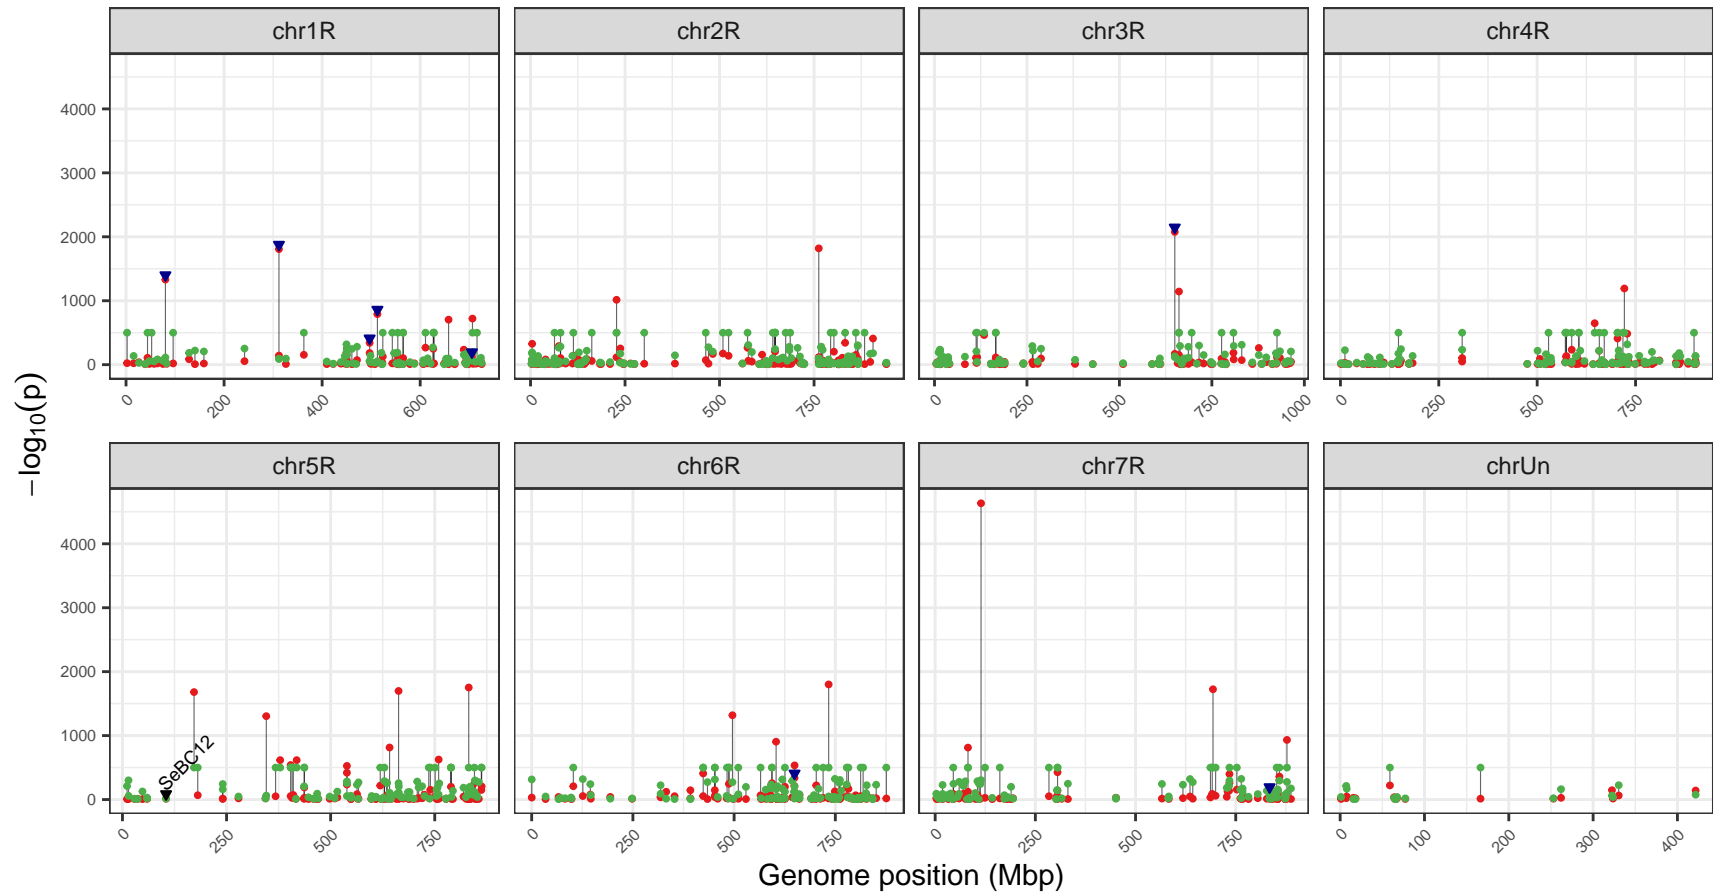 chr1R chr2R chr3R chr4R
4000
3000
2000
1000
0
0 200 400 600
0 250 500 750
0 250 500 750 1000
0 250 500 750
−log10(p)
chr5R chr6R chr7R chrUn
4000
3000
2000
1000
0
SeBC12
0 250 500 750
0 250 500 750
0 250 500 750
0 100 200 300 400
Genome position (Mbp)